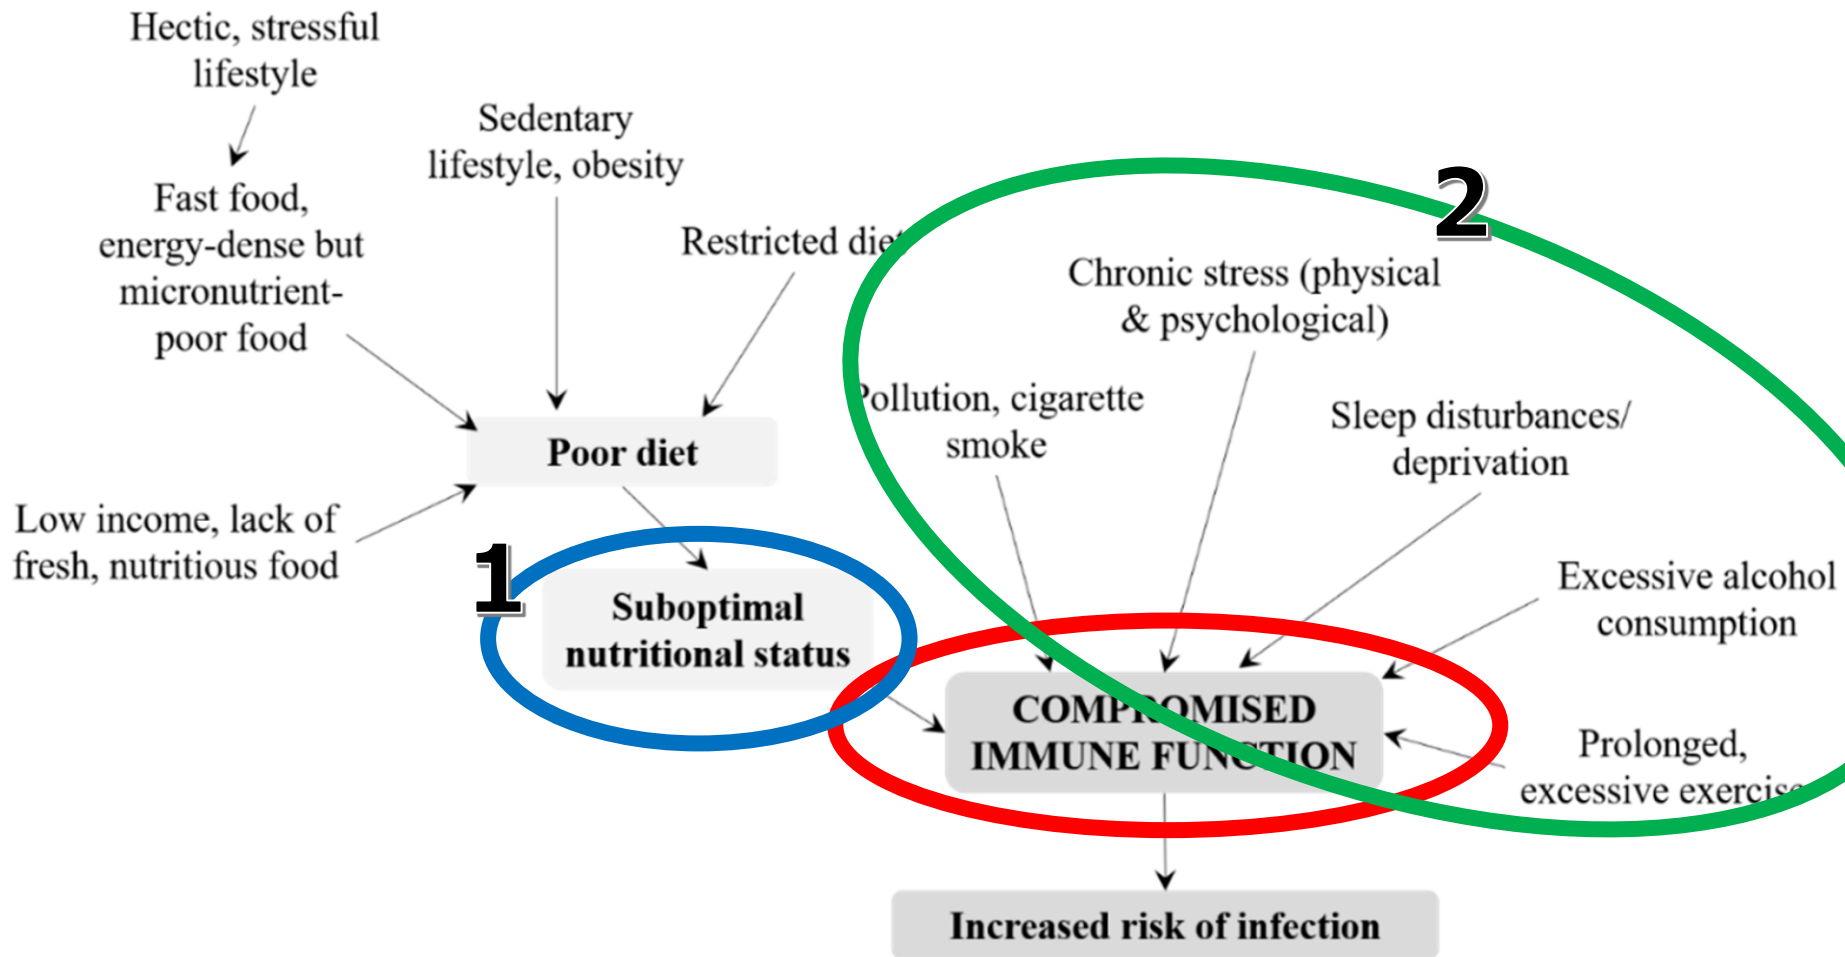 Hectic, stressful
lifestyle
Sedentary
lifestyle, obesity
Fast food,
energy-dense but
micronutrient-
poor food
Restricted diet
2
Chronic stress (physical
& psychological)
Pollution, cigarette
smoke
Sleep disturbances/
deprivation
Poor diet
Low income, lack of
fresh, nutritious food
1
Suboptimal
nutritional status
Excessive alcohol
consumption
COMPROMISED
IMMUNE FUNCTION
Prolonged,
excessive exercise
Increased risk of infection